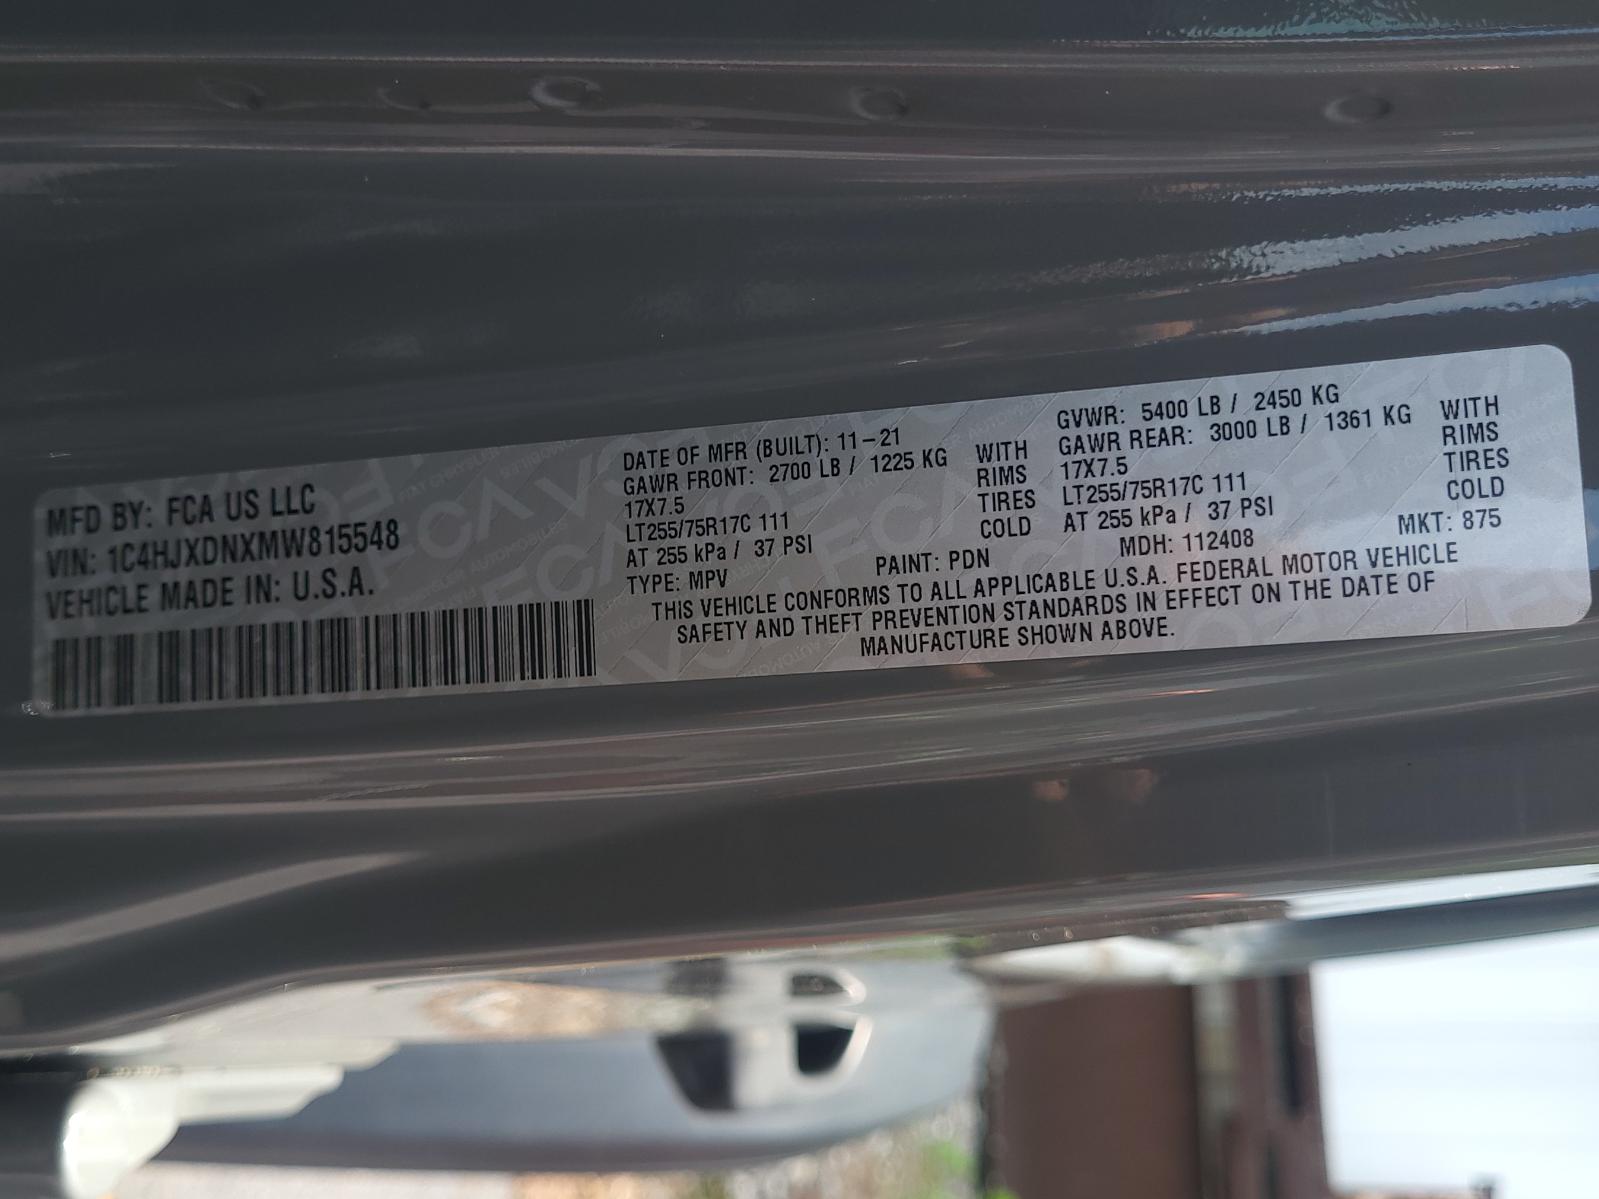 MFD BY: FCA US LLC
VIN: 1C4HJXDNXMW815548
VEHICLE MADE IN: U.S.A.
DATE OF MFR (BUILT): 11-21
GAWR FRONT: 2700 LB / 1225 KG WITH
17X7.5 RIMS
LT255/75R17C 111 TIRES
AT 255 kPa / 37 PSI COLD
TYPE: MPV
GVWR: 5400 LB / 2450 KG
GAWR REAR: 3000 LB / 1361 KG WITH
17X7.5 RIMS
LT255/75R17C 111 TIRES
AT 255 kPa / 37 PSI COLD
PAINT: PDN MDH: 112408 MKT: 875
THIS VEHICLE CONFORMS TO ALL APPLICABLE U.S.A. FEDERAL MOTOR VEHICLE
SAFETY AND THEFT PREVENTION STANDARDS IN EFFECT ON THE DATE OF
MANUFACTURE SHOWN ABOVE.